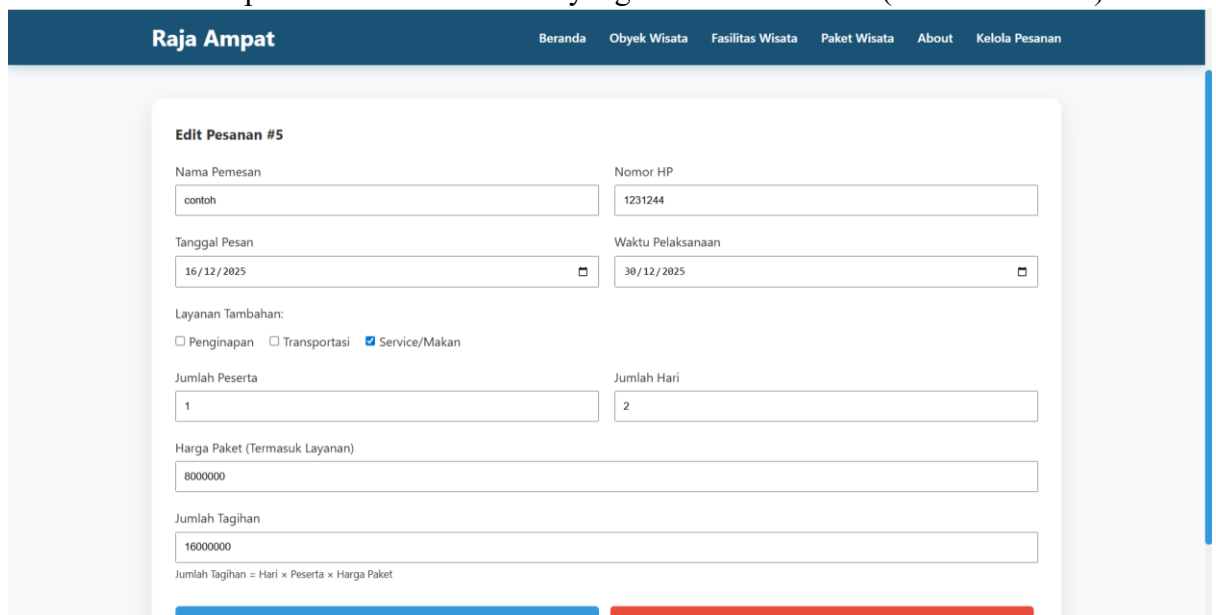 Raja Ampat Beranda Obyek Wisata Fasilitas Wisata Paket Wisata About Kelola Pesanan
Edit Pesanan #5
Nama Pemesan Nomor HP
contoh 1231244
Tanggal Pesan Waktu Pelaksanaan
16/12/2025 30/12/2025
Layanan Tambahan:
Penginapan Transportasi Service/Makan
Jumlah Peserta Jumlah Hari
1 2
Harga Paket (Termasuk Layanan)
8000000
Jumlah Tagihan
16000000
Jumlah Tagihan = Hari × Peserta × Harga Paket